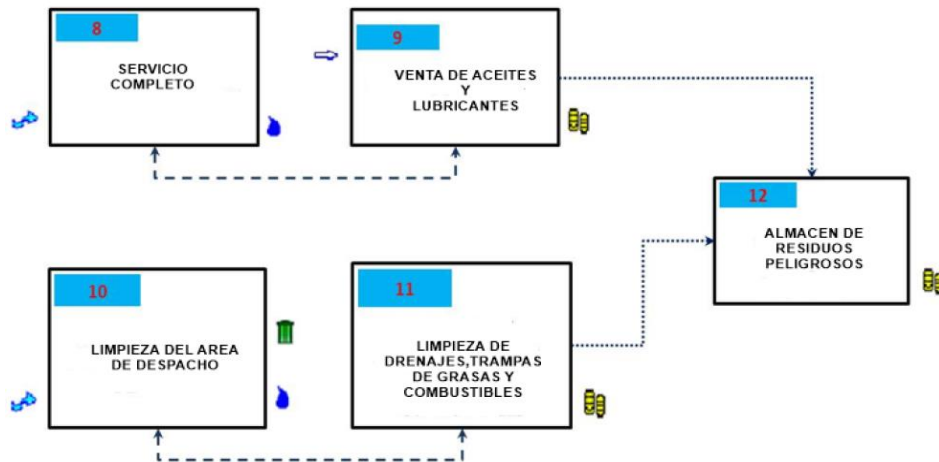 8
SERVICIO
COMPLETO
9
VENTA DE ACEITES
Y
LUBRICANTES
12
ALMACEN DE
RESIDUOS
PELIGROSOS
10
LIMPIEZA DEL AREA
DE DESPACHO
11
LIMPIEZA DE
DRENAJES,TRAMPAS
DE GRASAS Y
COMBUSTIBLES